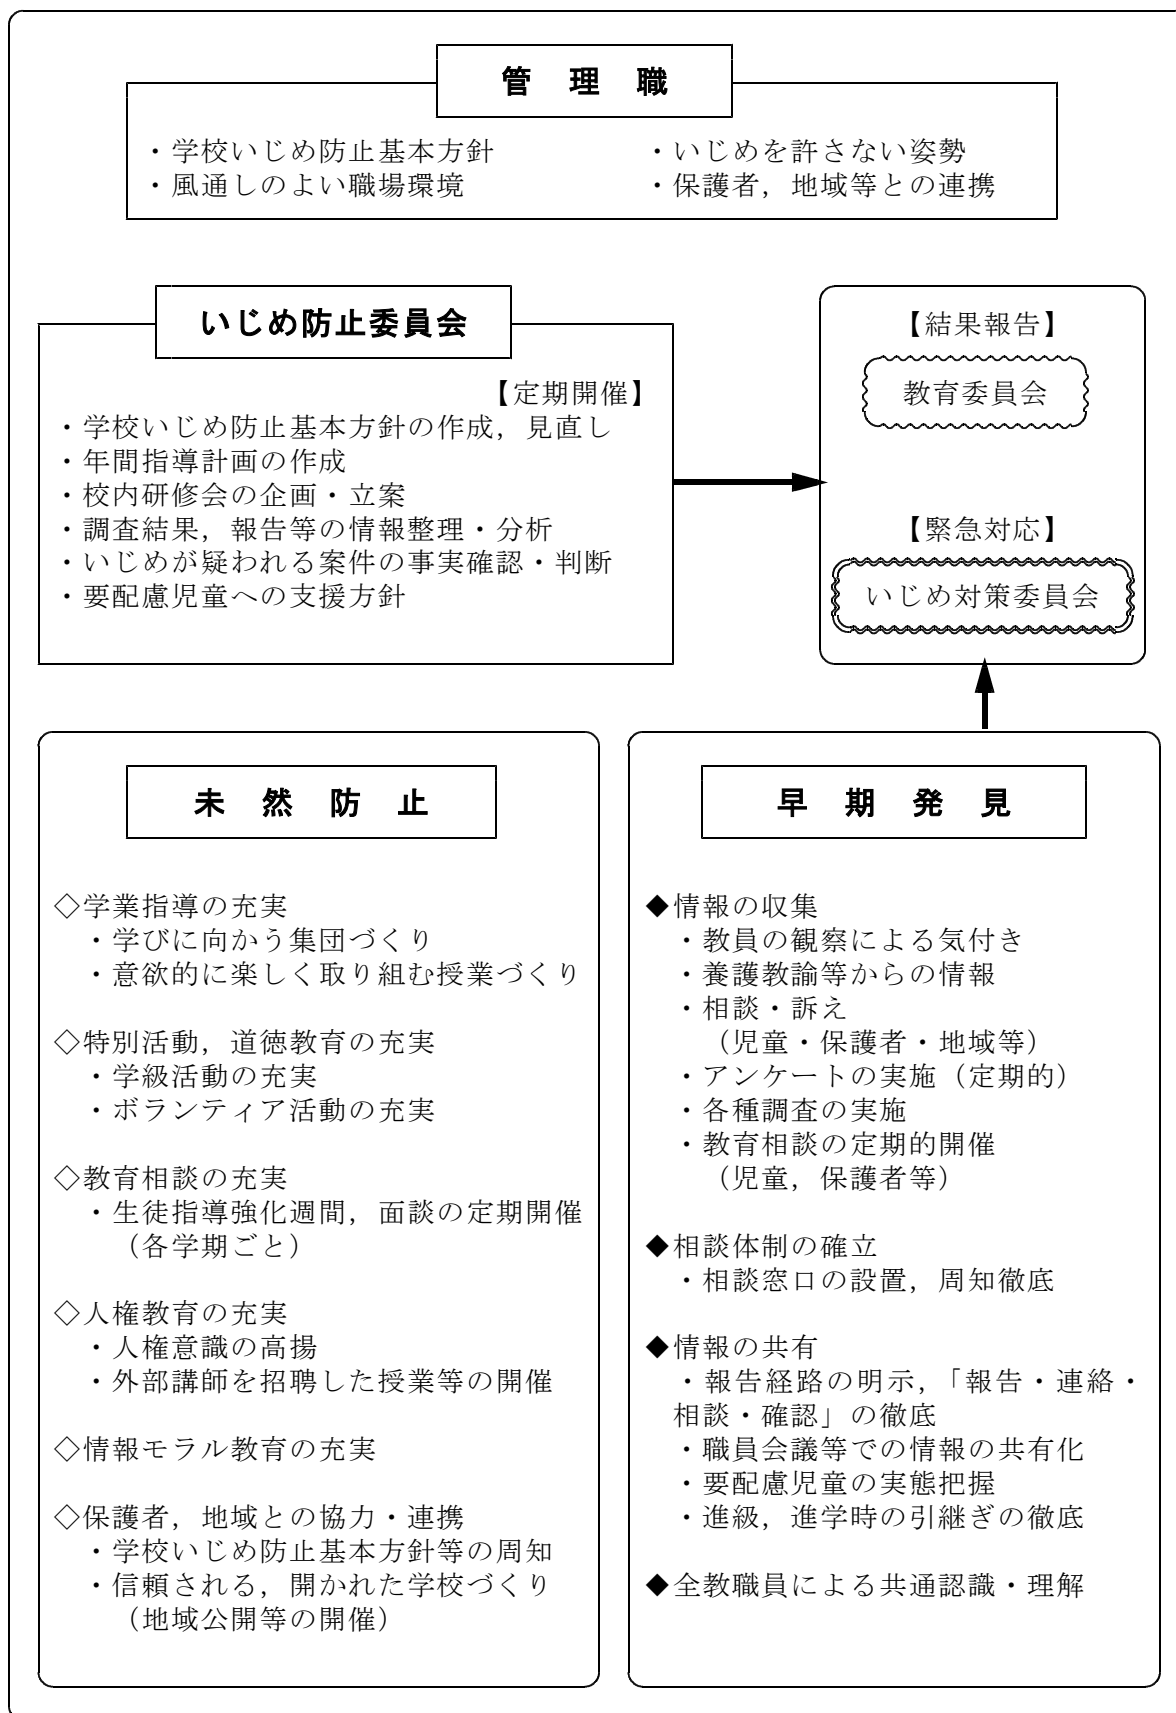 管 理 職
・学校いじめ防止基本方針 ・いじめを許さない姿勢
・風通しのよい職場環境 ・保護者，地域等との連携
いじめ防止委員会
【定期開催】
・学校いじめ防止基本方針の作成，見直し
・年間指導計画の作成
・校内研修会の企画・立案
・調査結果，報告等の情報整理・分析
・いじめが疑われる案件の事実確認・判断
・要配慮児童への支援方針
【結果報告】
教育委員会
【緊急対応】
いじめ対策委員会
未 然 防 止
◇学業指導の充実
・学びに向かう集団づくり
・意欲的に楽しく取り組む授業づくり
◇特別活動，道徳教育の充実
・学級活動の充実
・ボランティア活動の充実
◇教育相談の充実
・生徒指導強化週間，面談の定期開催
（各学期ごと）
◇人権教育の充実
・人権意識の高揚
・外部講師を招聘した授業等の開催
◇情報モラル教育の充実
◇保護者，地域との協力・連携
・学校いじめ防止基本方針等の周知
・信頼される，開かれた学校づくり
（地域公開等の開催）
早 期 発 見
◆情報の収集
・教員の観察による気付き
・養護教諭等からの情報
・相談・訴え
（児童・保護者・地域等）
・アンケートの実施（定期的）
・各種調査の実施
・教育相談の定期的開催
（児童，保護者等）
◆相談体制の確立
・相談窓口の設置，周知徹底
◆情報の共有
・報告経路の明示，「報告・連絡・
相談・確認」の徹底
・職員会議等での情報の共有化
・要配慮児童の実態把握
・進級，進学時の引継ぎの徹底
◆全教職員による共通認識・理解